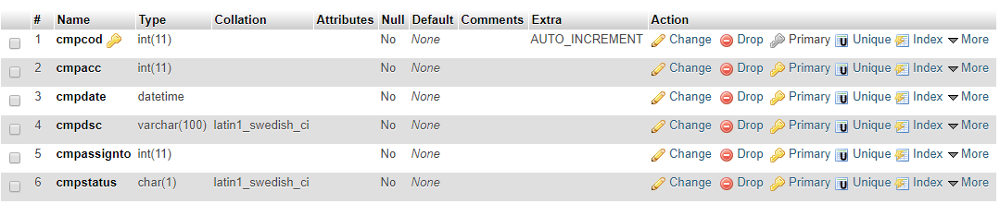 # Name Type Collation Attributes Null Default Comments Extra Action
1 cmpcod int(11) No None AUTO_INCREMENT Change Drop Primary Unique Index More
2 cmpacc int(11) No None Change Drop Primary Unique Index More
3 cmpdate datetime No None Change Drop Primary Unique Index More
4 cmpdsc varchar(100) latin1_swedish_ci No None Change Drop Primary Unique Index More
5 cmpassignto int(11) No None Change Drop Primary Unique Index More
6 cmpstatus char(1) latin1_swedish_ci No None Change Drop Primary Unique Index More